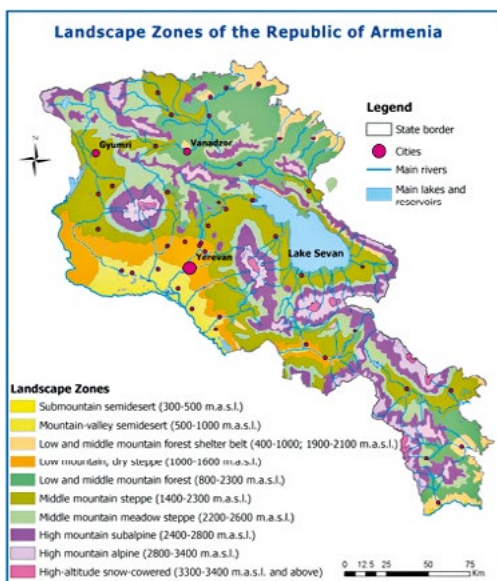 Landscape Zones of the Republic of Armenia
Legend
State border
Cities
Main rivers
Main lakes and
reservoirs
N
Gyumri
Vanadzor
Lake Sevan
Yerevan
Landscape Zones
Submountain semidesert (300-500 m.a.s.l.)
Mountain-valley semidesert (500-1000 m.a.s.l.)
Low and middle mountain forest shelter belt (400-1000; 1900-2100 m.a.s.l.)
Low mountain, dry steppe (1000-1600 m.a.s.l.)
Low and middle mountain forest (800-2300 m.a.s.l.)
Middle mountain steppe (1400-2300 m.a.s.l.)
Middle mountain meadow steppe (2200-2600 m.a.s.l.)
High mountain subalpine (2400-2800 m.a.s.l.)
High mountain alpine (2800-3400 m.a.s.l.)
High-altitude snow-covered (3300-3400 m.a.s.l. and above)
0 12.5 25 50 75
Km